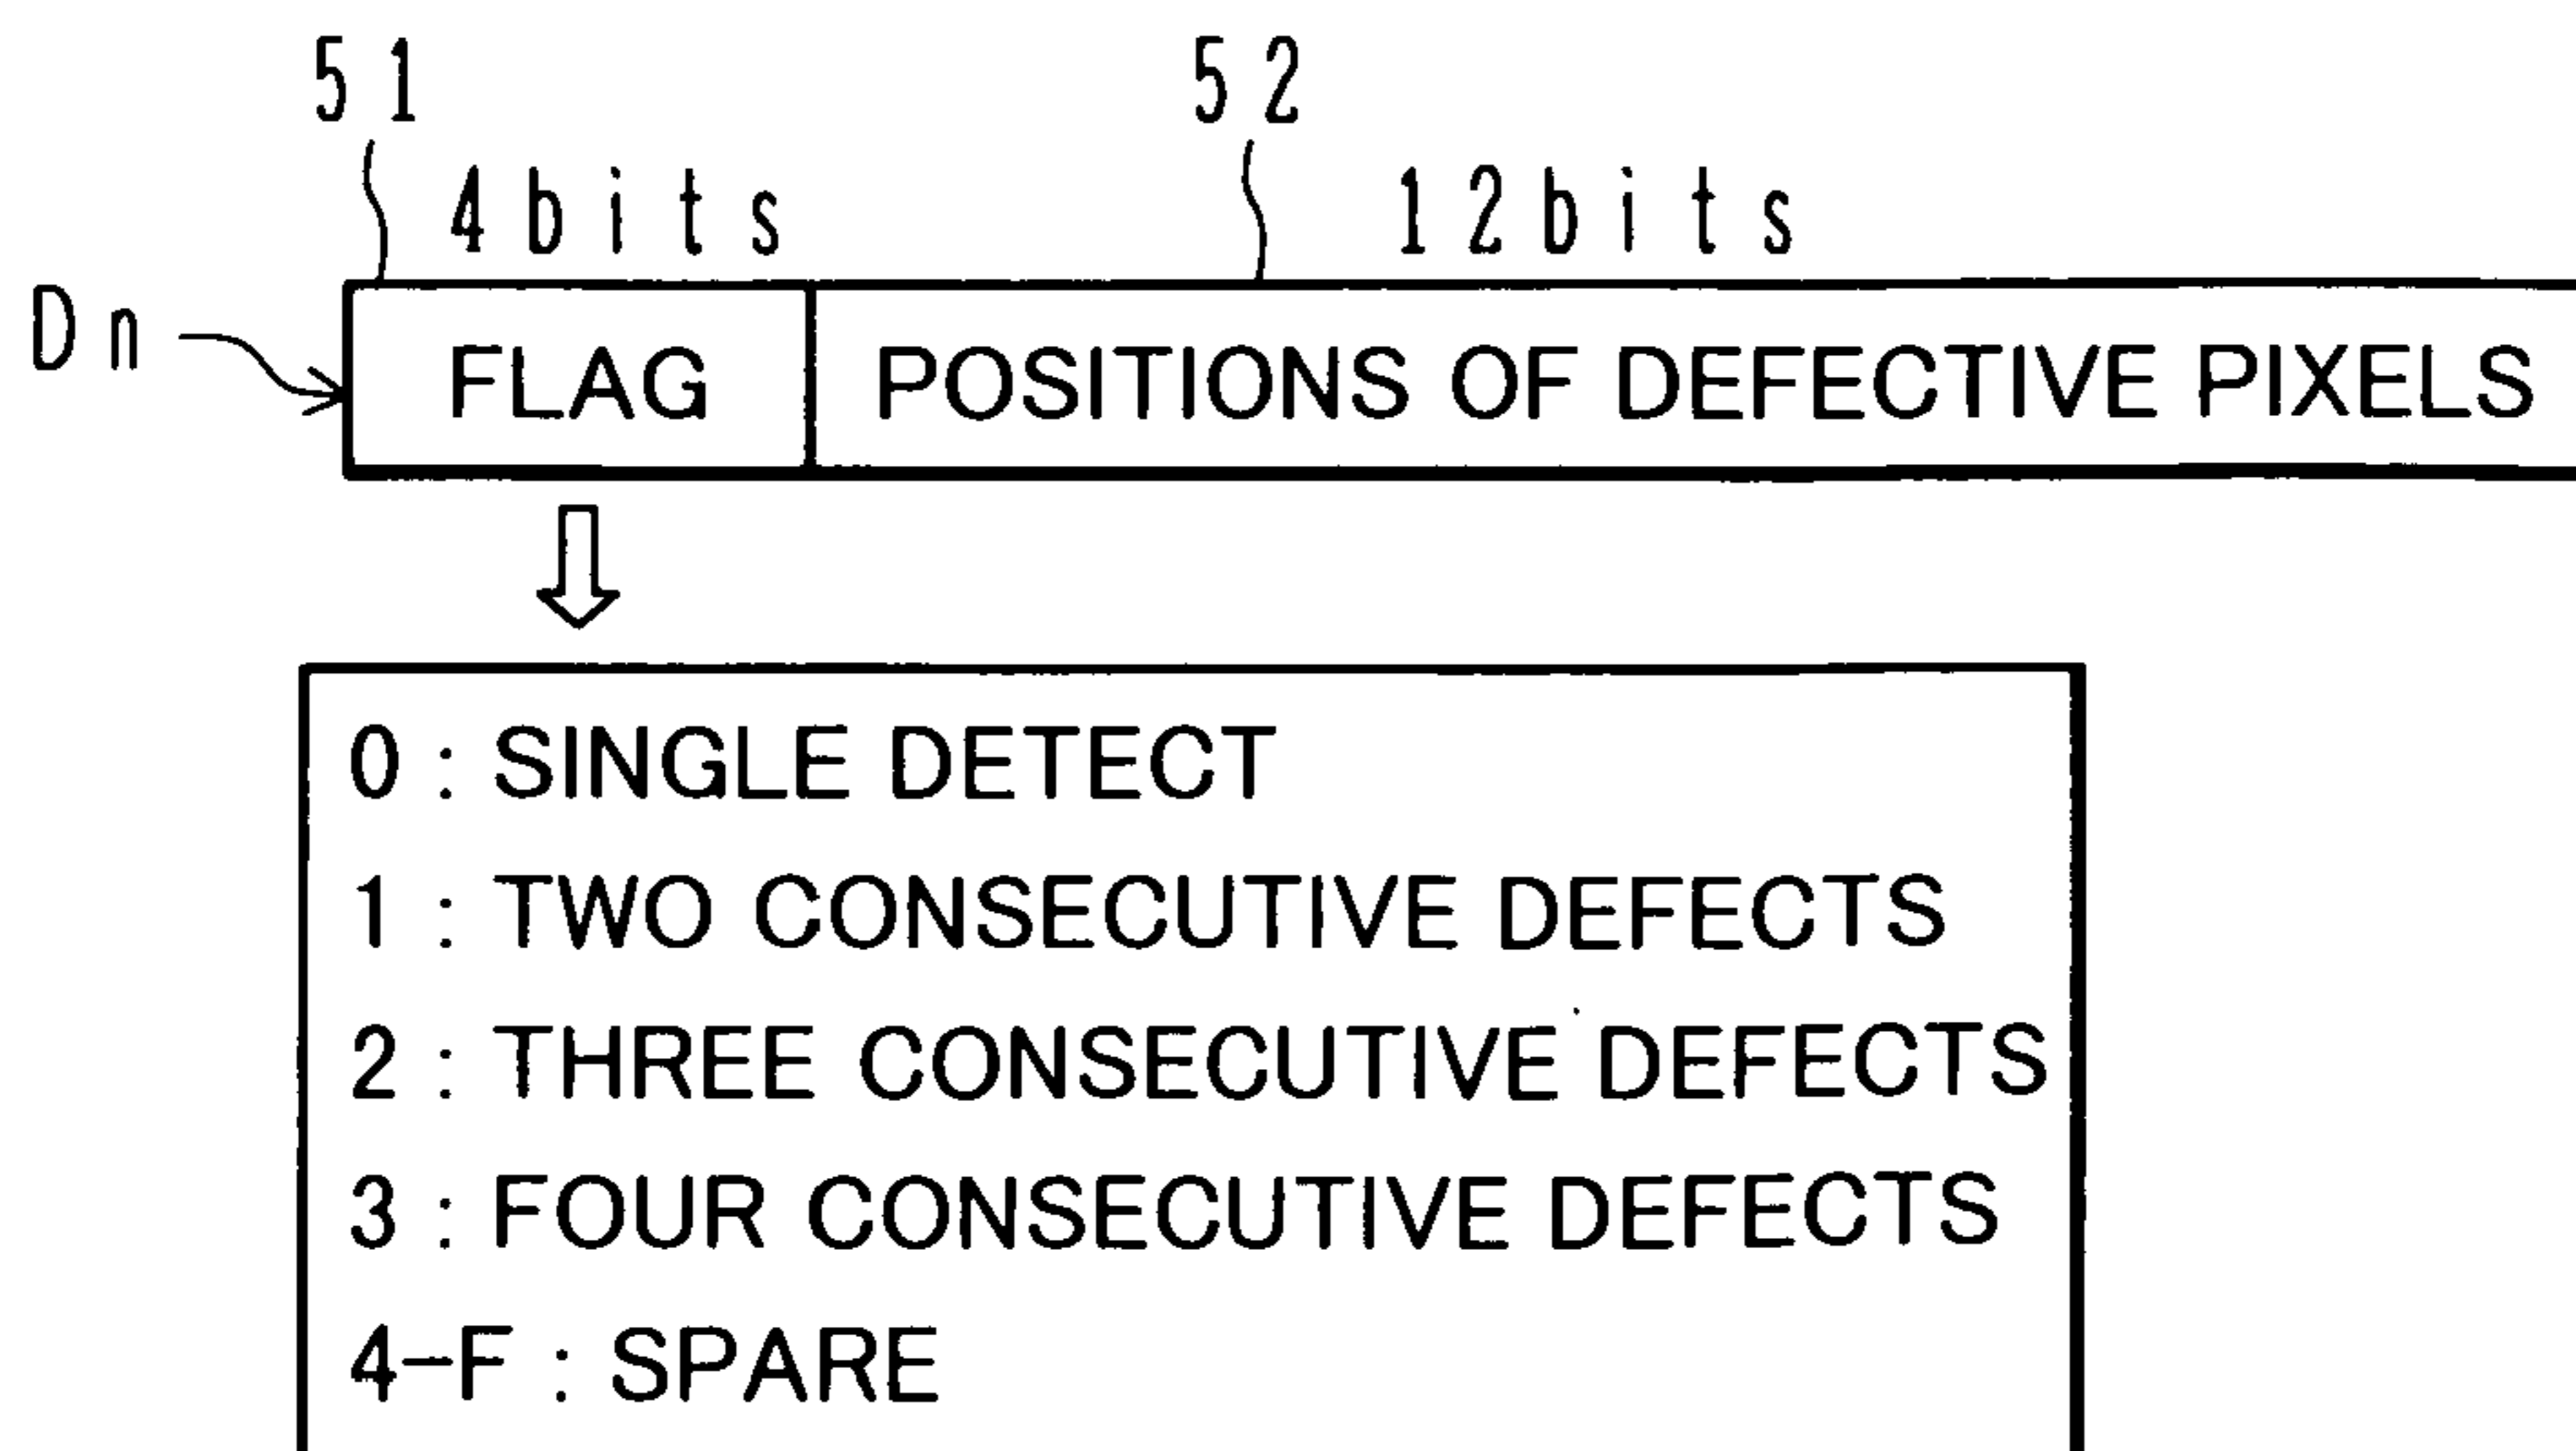 51 52
4bits 12bits
Dn FLAG POSITIONS OF DEFECTIVE PIXELS
0 : SINGLE DETECT
1 : TWO CONSECUTIVE DEFECTS
2 : THREE CONSECUTIVE DEFECTS
3 : FOUR CONSECUTIVE DEFECTS
4-F : SPARE